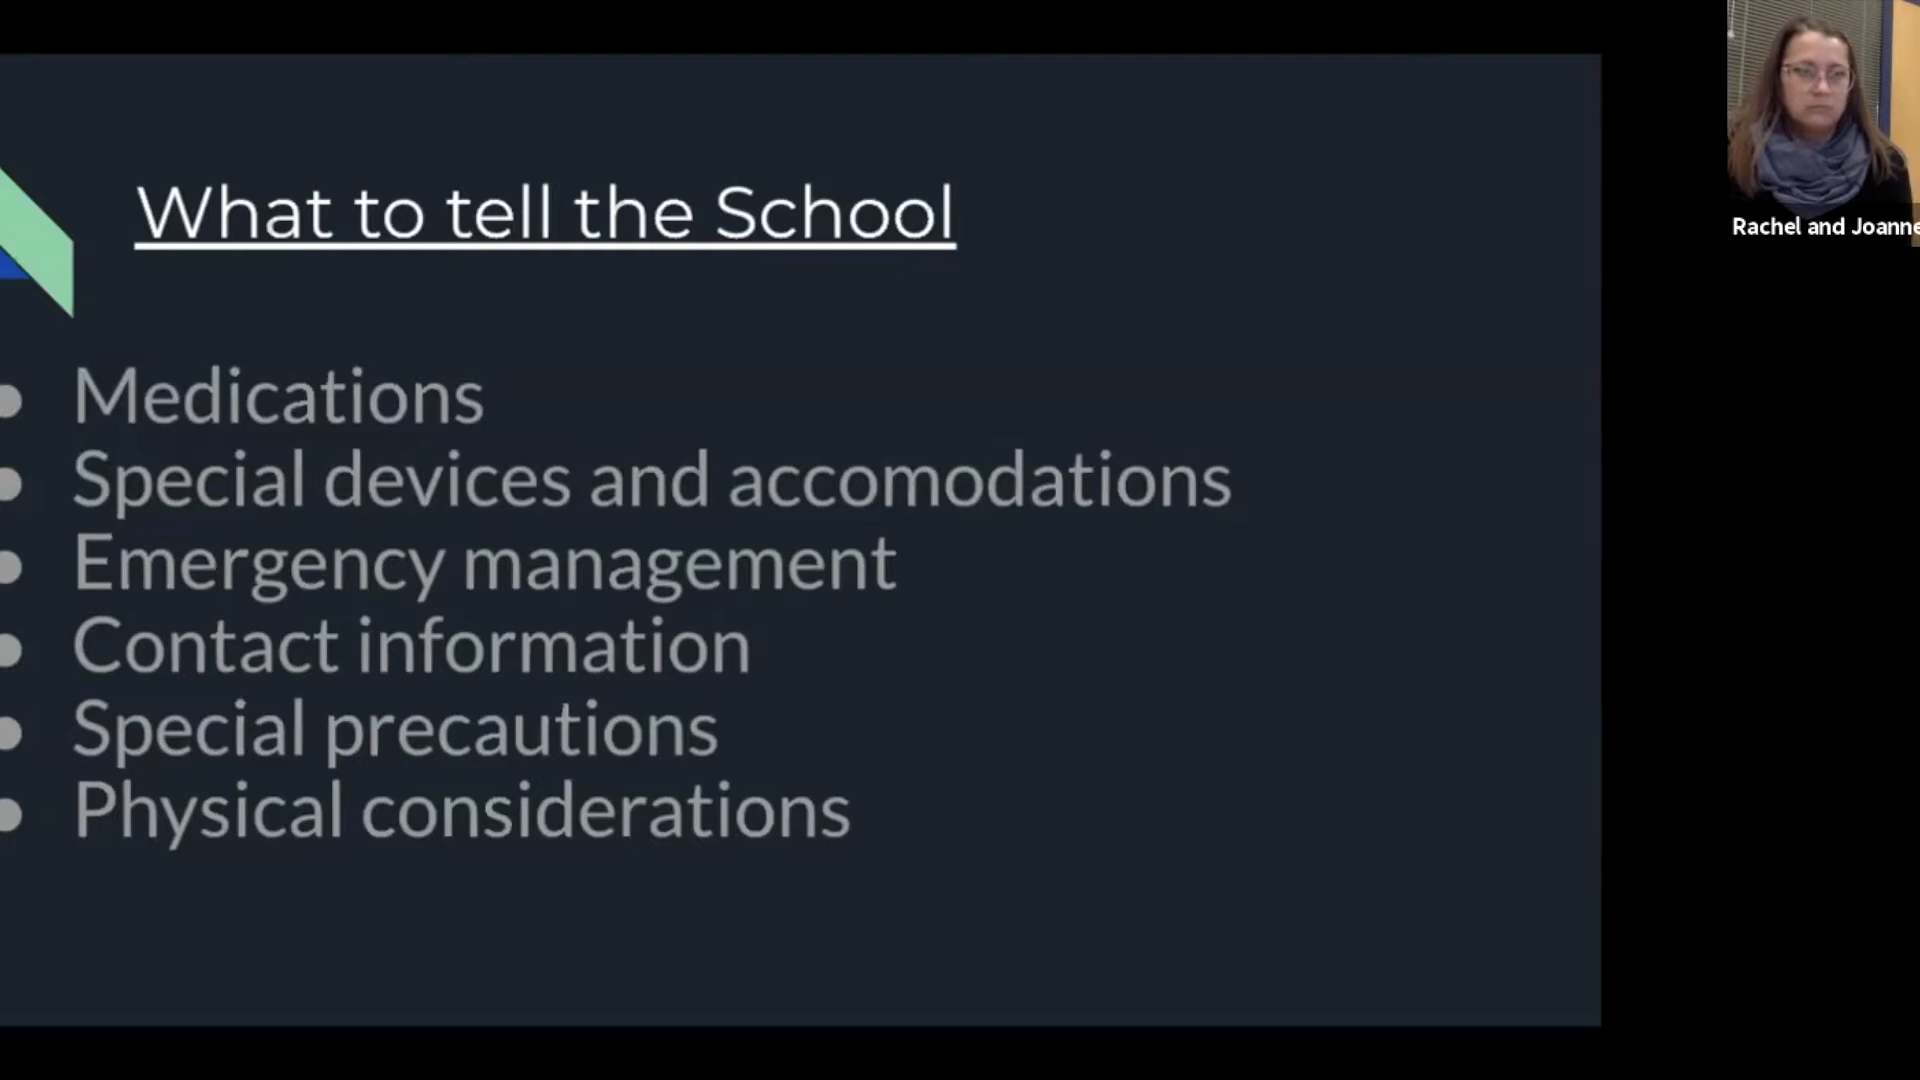 What to tell the School
● Medications
● Special devices and accomodations
● Emergency management
● Contact information
● Special precautions
● Physical considerations
Rachel and Joanne